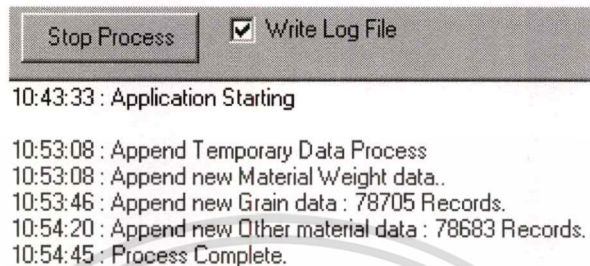 Stop Process
Write Log File
10:43:33 : Application Starting
10:53:08 : Append Temporary Data Process
10:53:08 : Append new Material Weight data..
10:53:46 : Append new Grain data : 78705 Records.
10:54:20 : Append new Other material data : 78683 Records.
10:54:45 : Process Complete.